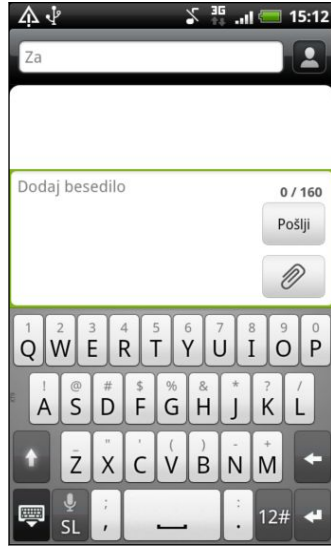 3G 15:12
Za
Dodaj besedilo
0 / 160
Pošlji
1 2 3 4 5 6 7 8 9 0
Q W E R T Y U I O P
! @ # $ % & * ? /
A S D F G H J K L
_ " ' ( ) - +
Z X C V B N M
; :
SL , . 12#